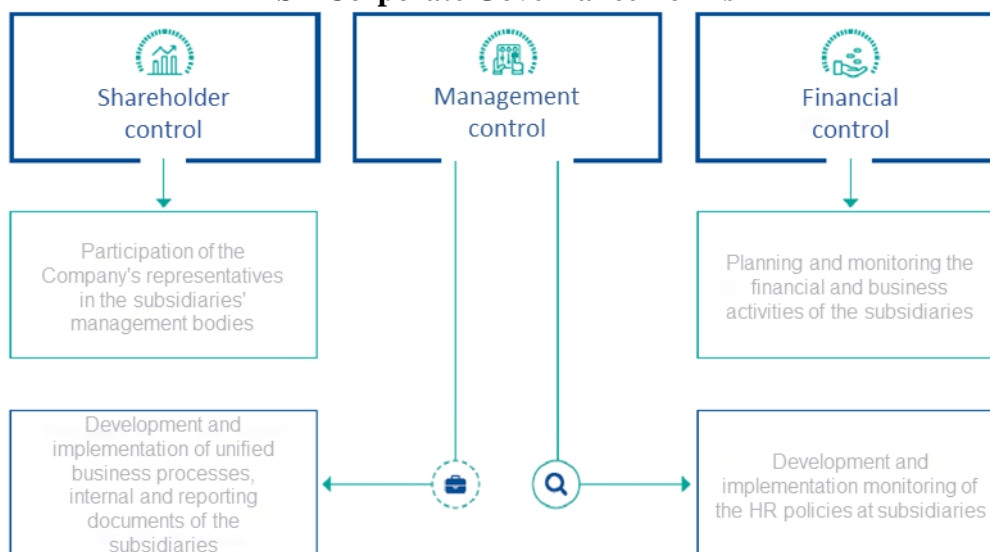 Corporate Governance
Shareholder
control
Management
control
Financial
control
Participation of the
Company's representatives
in the subsidiaries'
management bodies
Planning and monitoring the
financial and business
activities of the subsidiaries
Development and
implementation of unified
business processes,
internal and reporting
documents of the
subsidiaries
Development and
implementation monitoring of
the HR policies at subsidiaries